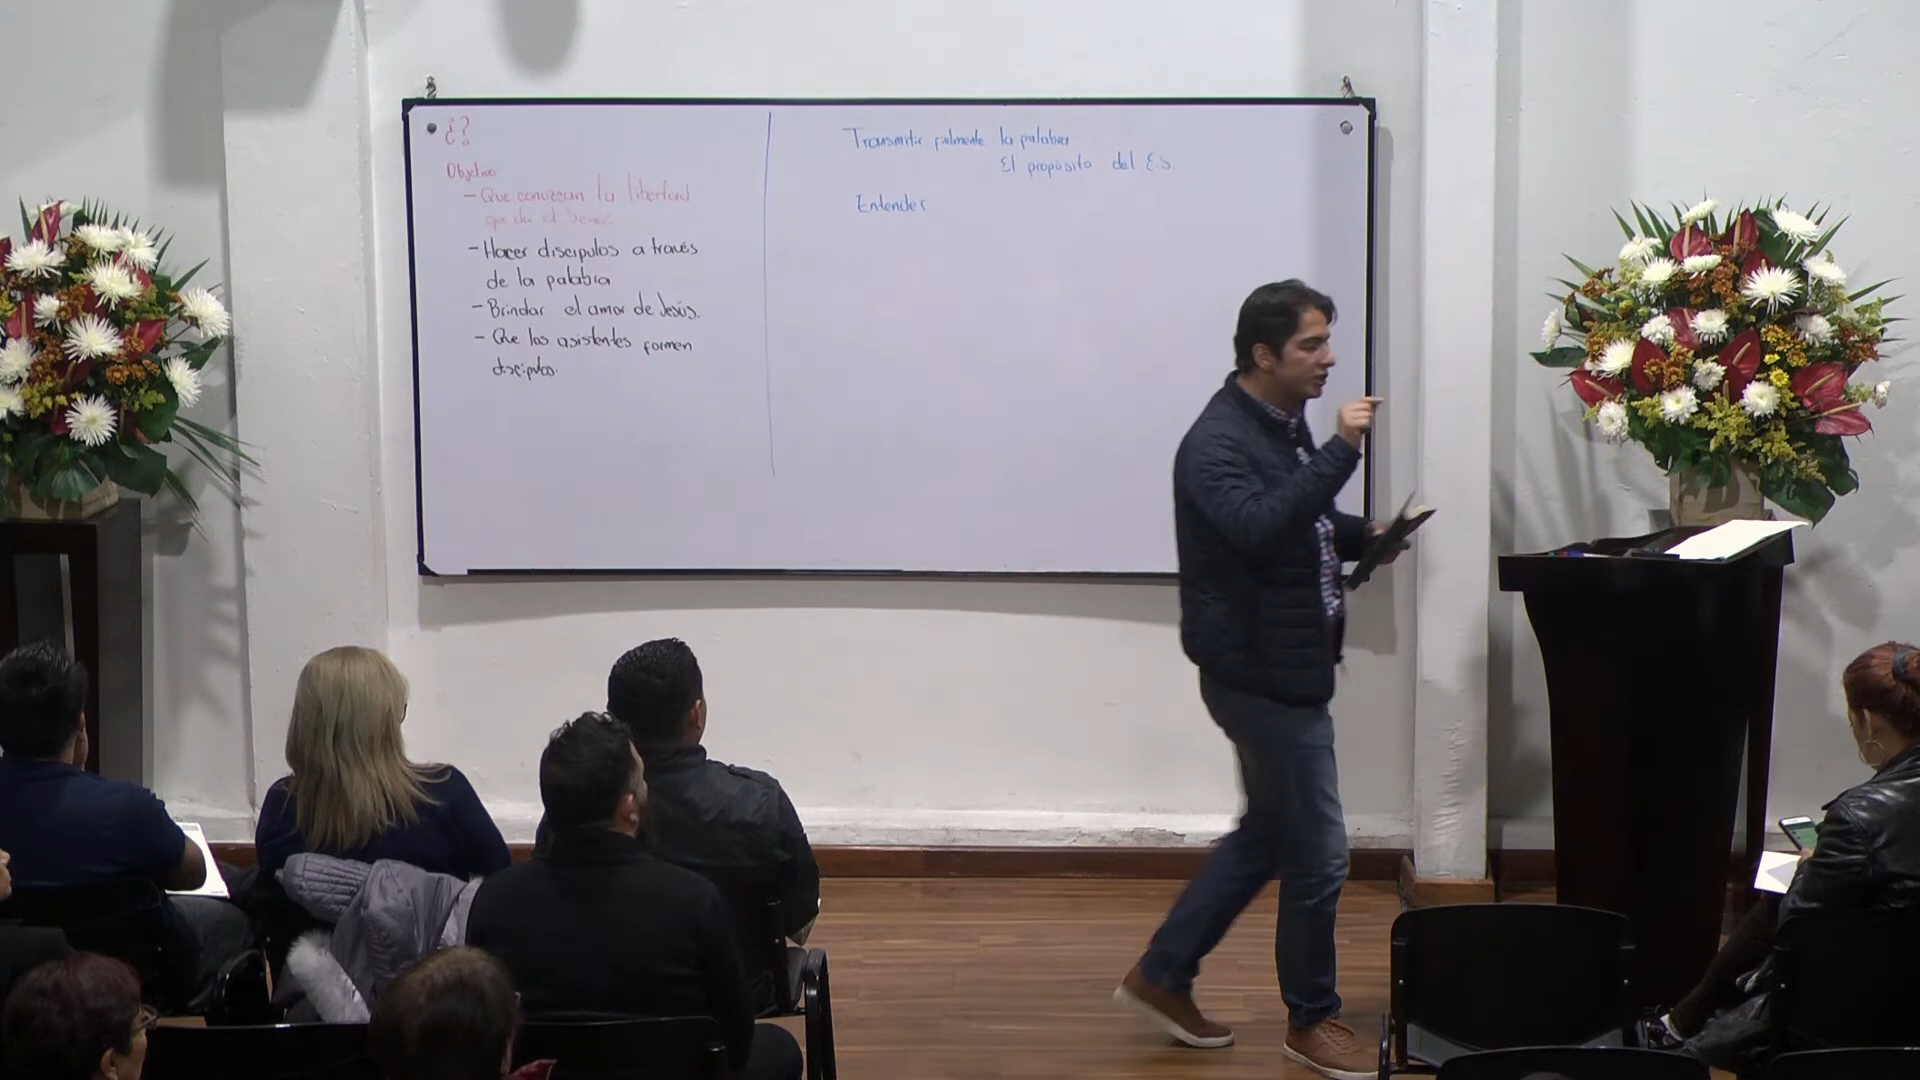 ¿?
Objetivo
- Que conozcan la libertad
que da el Señor
- Hacer discipulos a través
de la palabra
- Brindar el amor de Jesús.
- Que los asistentes formen
discipulos.
Transmitir fielmente la palabra
El propósito del E.S.
Entender